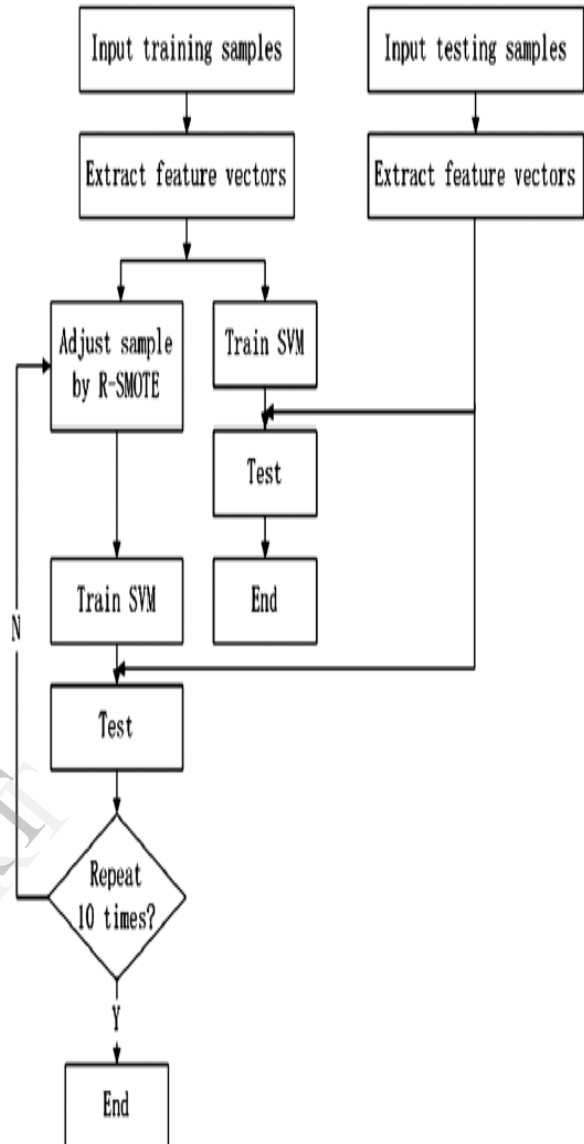 Input training samples
Input testing samples
Extract feature vectors
Extract feature vectors
Adjust sample
by R-SMOTE
Train SVM
Test
End
Train SVM
N
Test
Repeat
10 times?
Y
End